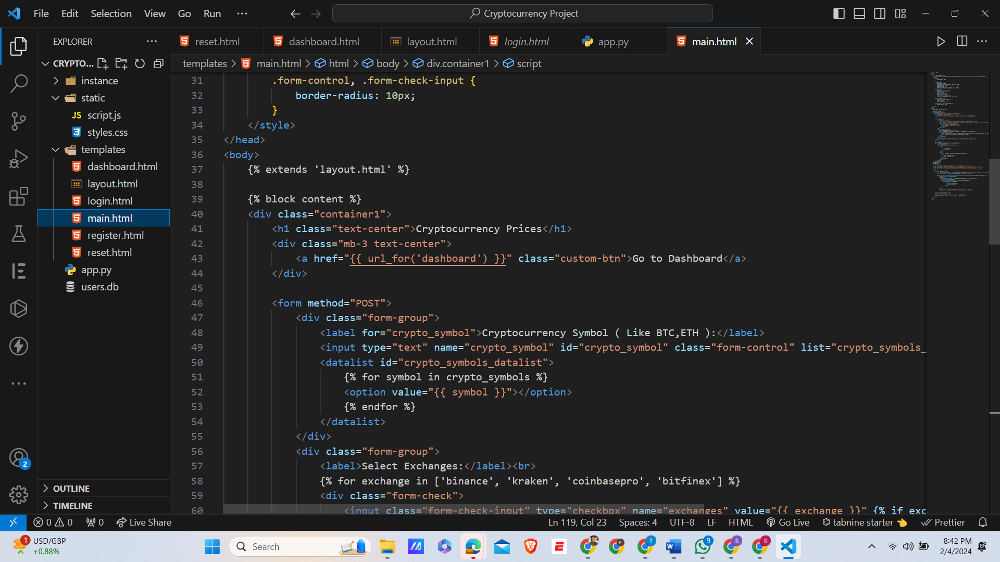 File Edit Selection View Go Run ··· Cryptocurrency Project
EXPLORER
CRYPTO...
instance
static
JS script.js
styles.css
templates
dashboard.html
layout.html
login.html
main.html
register.html
reset.html
app.py
users.db
OUTLINE
TIMELINE
2
reset.html dashboard.html layout.html login.html app.py main.html
templates > main.html > html > body > div.container1 > script
31 .form-control, .form-check-input {
32 border-radius: 10px;
33 }
34 </style>
35 </head>
36 <body>
37 {% extends 'layout.html' %}
38
39 {% block content %}
40 <div class="container1">
41 <h1 class="text-center">Cryptocurrency Prices</h1>
42 <div class="mb-3 text-center">
43 <a href="{{ url_for('dashboard') }}" class="custom-btn">Go to Dashboard</a>
44 </div>
45
46 <form method="POST">
47 <div class="form-group">
48 <label for="crypto_symbol">Cryptocurrency Symbol ( Like BTC,ETH ):</label>
49 <input type="text" name="crypto_symbol" id="crypto_symbol" class="form-control" list="crypto_symbols_
50 <datalist id="crypto_symbols_datalist">
51 {% for symbol in crypto_symbols %}
52 <option value="{{ symbol }}"></option>
53 {% endfor %}
54 </datalist>
55 </div>
56 <div class="form-group">
57 <label>Select Exchanges:</label><br>
58 {% for exchange in ['binance', 'kraken', 'coinbasepro', 'bitfinex'] %}
59 <div class="form-check">
60 <input class="form-check-input" type="checkbox" name="exchanges" value="{{ exchange }}" {% if exc
0 0 0 Live Share Ln 119, Col 23 Spaces: 4 UTF-8 LF HTML Go Live tabnine starter Prettier
1 USD/GBP
+0.88%
Search
F T W 9 S S
8:42 PM
2/4/2024